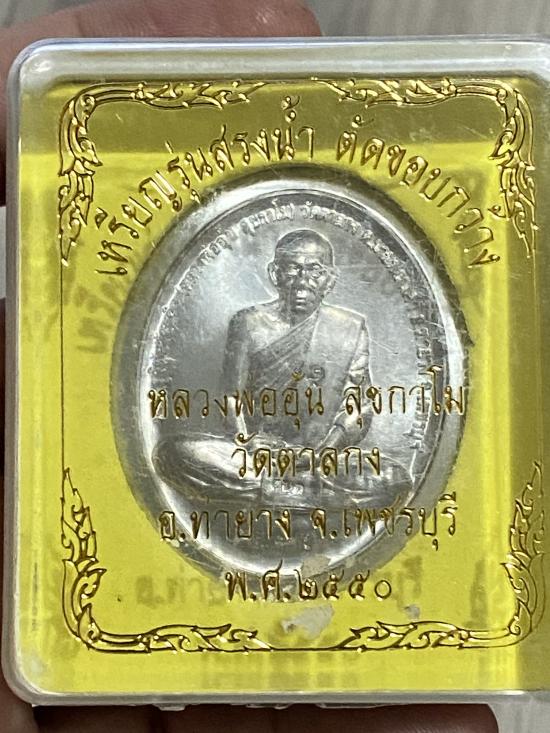 เหรียญรุ่นสรงน้ำ ตัดขอบกว้าง
หลวงพ่ออุ้น สุขกาโม
วัดตาลกง
อ.ท่ายาง จ.เพชรบุรี
พ.ศ.๒๕๕๐